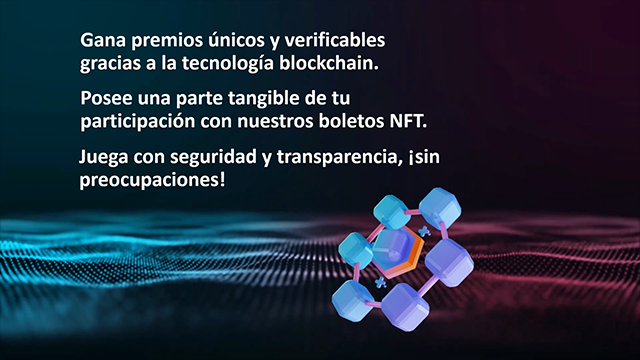 Gana premios únicos y verificables
gracias a la tecnología blockchain.
Posee una parte tangible de tu
participación con nuestros boletos NFT.
Juega con seguridad y transparencia, ¡sin
preocupaciones!